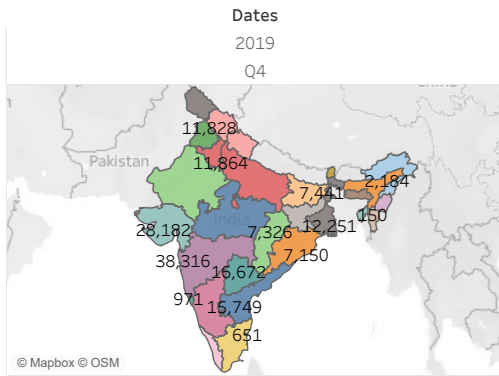 Dates
2019
Q4
China
11,828
Pakistan
11,864
7,441
2,184
150
India
28,182
7,326
12,251
38,316
7,150
16,672
971
15,749
651
© Mapbox © OSM